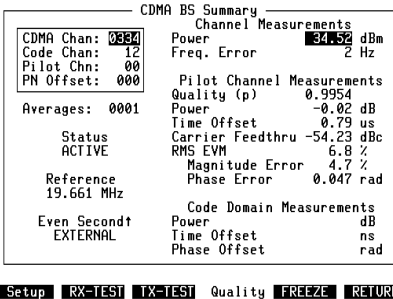 CDMA BS Summary
CDMA Chan: 0334
Code Chan: 12
Pilot Chn: 00
PN Offset: 000
Averages: 0001
Status
ACTIVE
Reference
19.661 MHz
Even Second↑
EXTERNAL
Channel Measurements
Power 34.52 dBm
Freq. Error 2 Hz
Pilot Channel Measurements
Quality (p) 0.9954
Power -0.02 dB
Time Offset 0.79 us
Carrier Feedthru -54.23 dBc
RMS EVM 6.8 %
Magnitude Error 4.7 %
Phase Error 0.047 rad
Code Domain Measurements
Power dB
Time Offset ns
Phase Offset rad
Setup RX-TEST TX-TEST Quality FREEZE RETURN